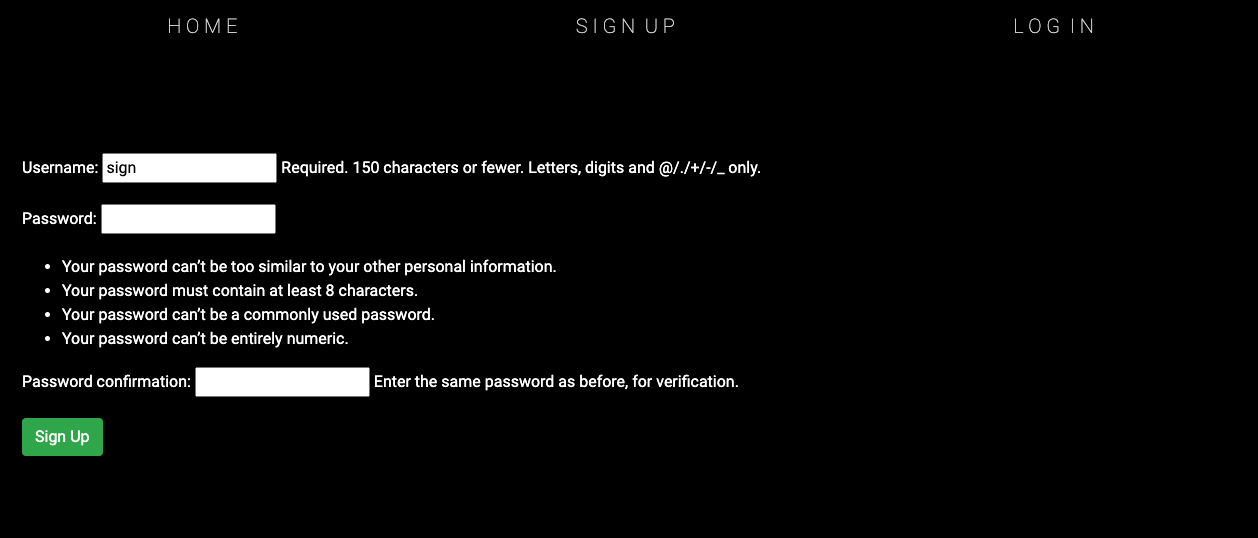 HOME SIGN UP LOG IN
Username: sign Required. 150 characters or fewer. Letters, digits and @/./+/-/_ only.
Password:
• Your password can’t be too similar to your other personal information.
• Your password must contain at least 8 characters.
• Your password can’t be a commonly used password.
• Your password can’t be entirely numeric.
Password confirmation: Enter the same password as before, for verification.
Sign Up